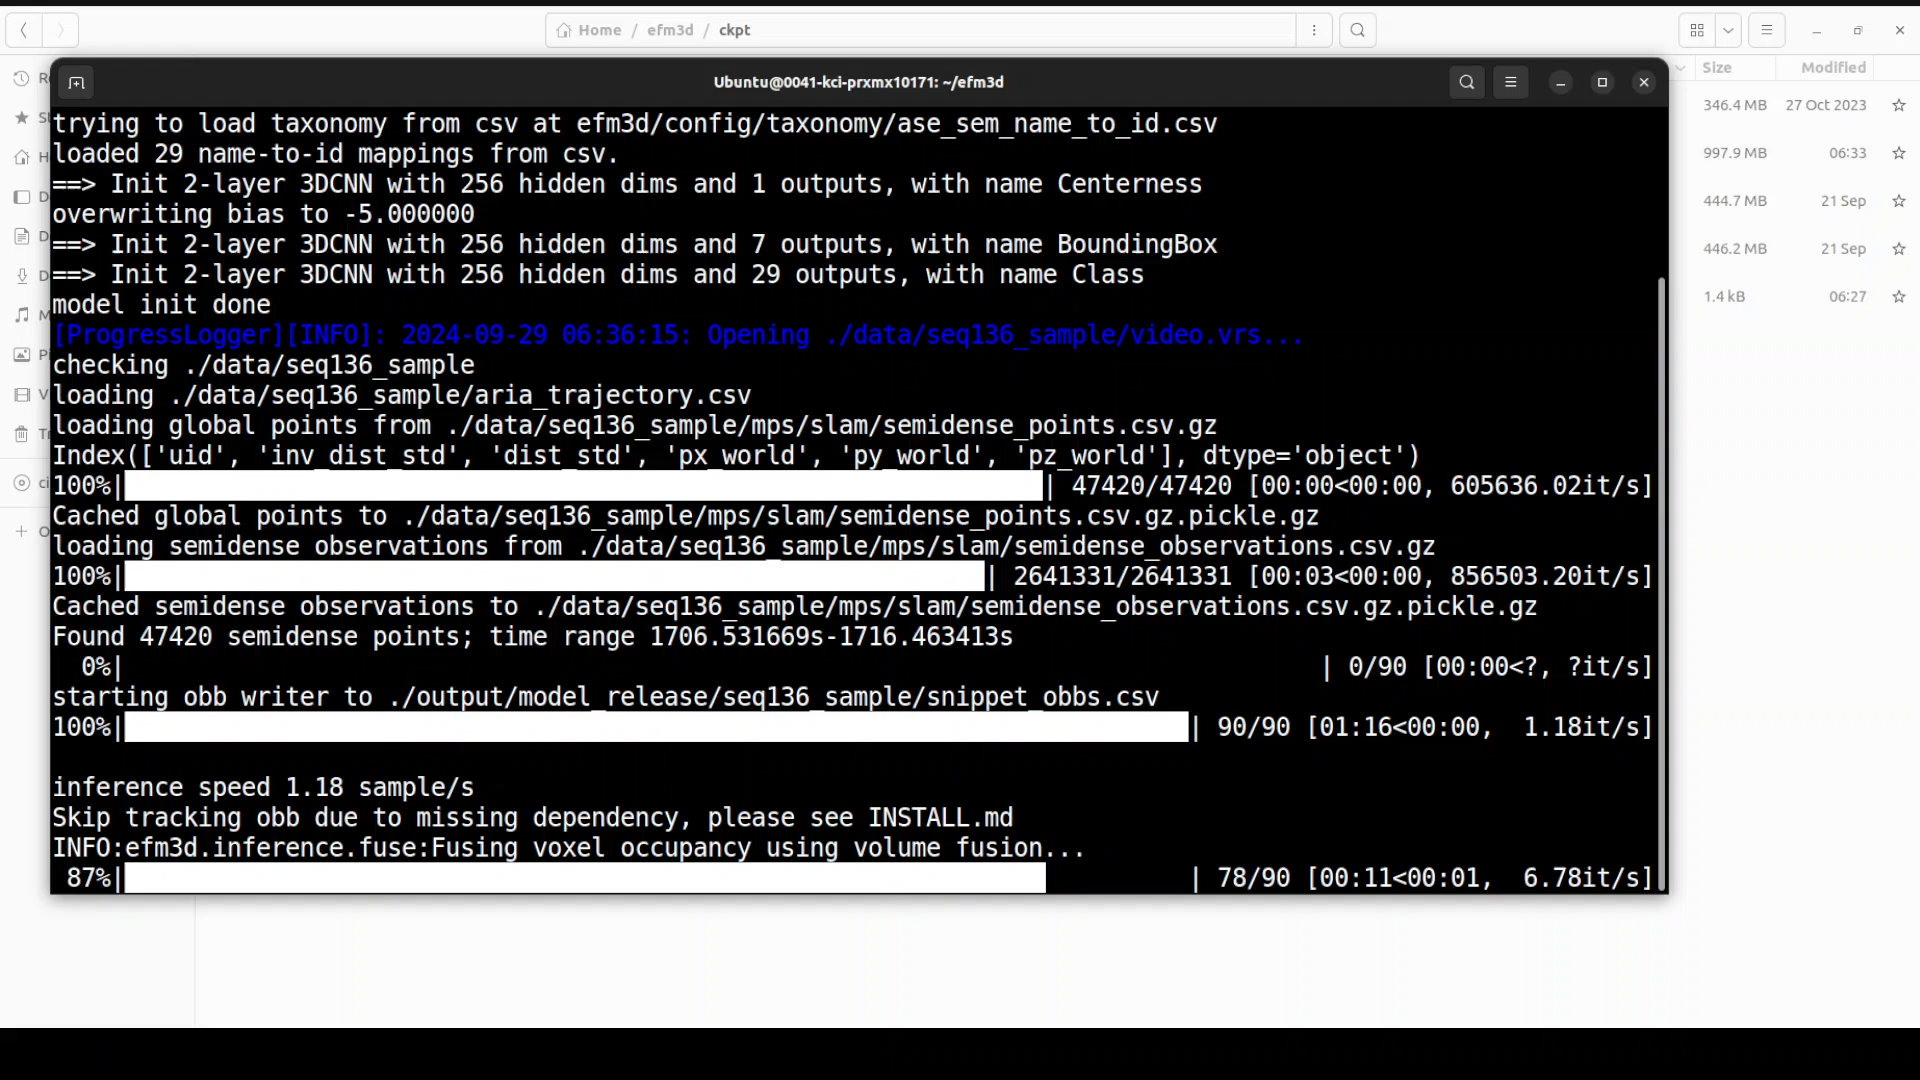 Home / efm3d / ckpt
Size Modified
Ubuntu@0041-kci-prxmx10171: ~/efm3d
346.4 MB 27 Oct 2023
997.9 MB 06:33
444.7 MB 21 Sep
446.2 MB 21 Sep
1.4 kB 06:27
trying to load taxonomy from csv at efm3d/config/taxonomy/ase_sem_name_to_id.csv
loaded 29 name-to-id mappings from csv.
==> Init 2-layer 3DCNN with 256 hidden dims and 1 outputs, with name Centerness
overwriting bias to -5.000000
==> Init 2-layer 3DCNN with 256 hidden dims and 7 outputs, with name BoundingBox
==> Init 2-layer 3DCNN with 256 hidden dims and 29 outputs, with name Class
model init done
[ProgressLogger][INFO]: 2024-09-29 06:36:15: Opening ./data/seq136_sample/video.vrs...
checking ./data/seq136_sample
loading ./data/seq136_sample/aria_trajectory.csv
loading global points from ./data/seq136_sample/mps/slam/semidense_points.csv.gz
Index(['uid', 'inv_dist_std', 'dist_std', 'px_world', 'py_world', 'pz_world'], dtype='object')
100%| | 47420/47420 [00:00<00:00, 605636.02it/s]
Cached global points to ./data/seq136_sample/mps/slam/semidense_points.csv.gz.pickle.gz
loading semidense observations from ./data/seq136_sample/mps/slam/semidense_observations.csv.gz
100%| | 2641331/2641331 [00:03<00:00, 856503.20it/s]
Cached semidense observations to ./data/seq136_sample/mps/slam/semidense_observations.csv.gz.pickle.gz
Found 47420 semidense points; time range 1706.531669s-1716.463413s
0%| | 0/90 [00:00<?, ?it/s]
starting obb writer to ./output/model_release/seq136_sample/snippet_obbs.csv
100%| | 90/90 [01:16<00:00, 1.18it/s]
inference speed 1.18 sample/s
Skip tracking obb due to missing dependency, please see INSTALL.md
INFO:efm3d.inference.fuse:Fusing voxel occupancy using volume fusion...
87%| | 78/90 [00:11<00:01, 6.78it/s]